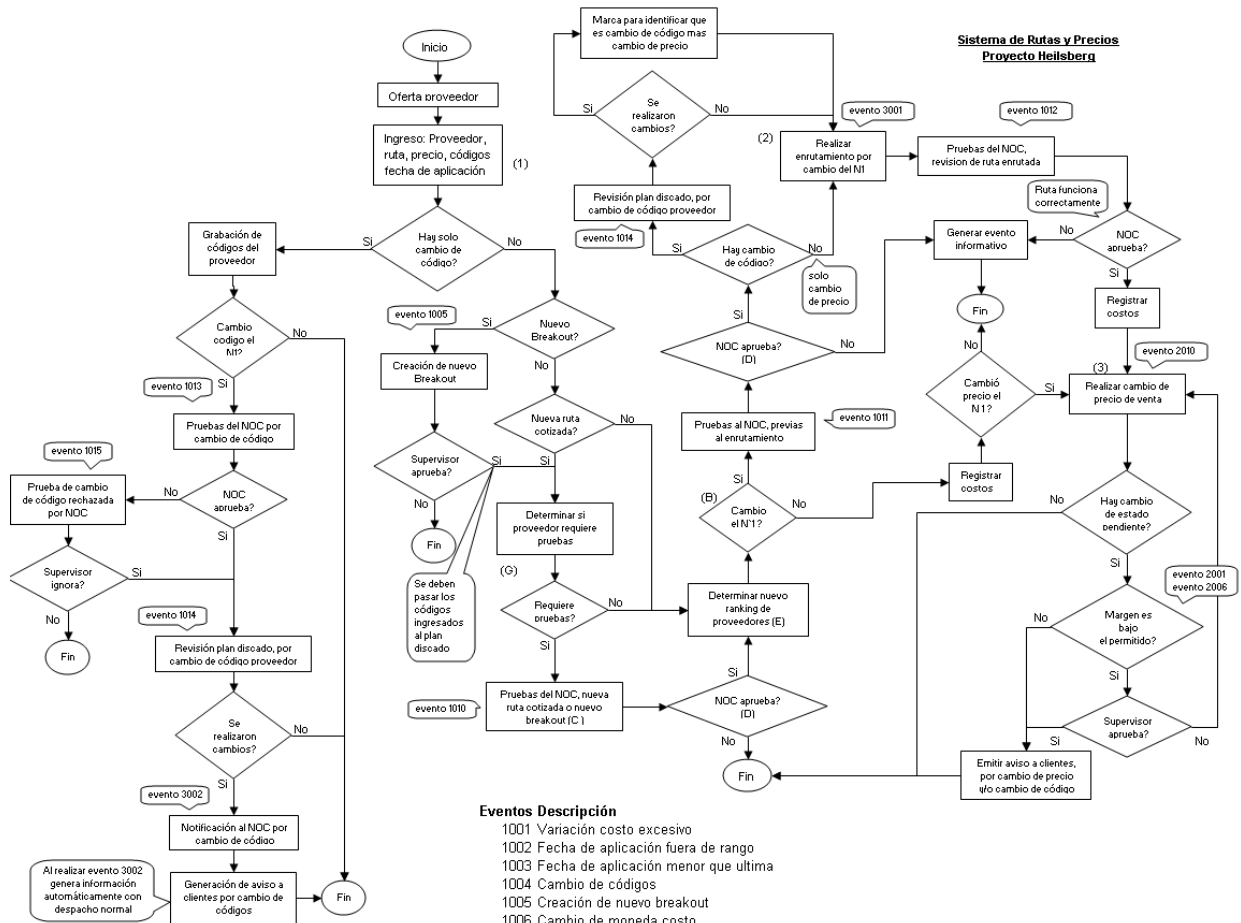 Sistema de Rutas y Precios
Proyecto Heilsberg
Inicio
Oferta proveedor
Ingreso: Proveedor,
ruta, precio, códigos
fecha de aplicación
(1)
Hay solo
cambio de
código?
Si
No
Grabación de
códigos del
proveedor
Cambio
codigo el
N1?
No
Si
evento 1013
Pruebas del NOC por
cambio de código
evento 1015
NOC
aprueba?
No
Si
Prueba de cambio
de código rechazada
por NOC
Supervisor
ignora?
Si
No
Fin
evento 1014
Revisión plan discado, por
cambio de código proveedor
Se
realizaron
cambios?
No
Si
evento 3002
Notificación al NOC por
cambio de código
Al realizar evento 3002
genera información
automáticamente con
despacho normal
Generación de aviso a
clientes por cambio de
códigos
Fin
evento 1005
Nuevo
Breakout?
Si
No
Creación de nuevo
Breakout
Supervisor
aprueba?
Si
No
Fin
Se deben
pasar los
códigos
ingresados
al plan
discado
Nueva ruta
cotizada?
No
Si
Determinar si
proveedor requiere
pruebas
(G)
Requiere
pruebas?
No
Si
evento 1010
Pruebas del NOC, nueva
ruta cotizada o nuevo
breakout (C )
NOC aprueba?
(D)
Si
No
Fin
Determinar nuevo
ranking de
proveedores (E)
(B)
Cambio
el N'1?
Si
No
Pruebas al NOC, previas
al enrutamiento
evento 1011
NOC aprueba?
(D)
Si
No
Hay cambio
de código?
Si
No
solo
cambio
de precio
evento 1014
Revisión plan discado, por
cambio de código proveedor
Se
realizaron
cambios?
Si
No
Marca para identificar que
es cambio de código mas
cambio de precio
(2)
evento 3001
Realizar
enrutamiento por
cambio del N1
evento 1012
Pruebas del NOC,
revision de ruta enrutada
Ruta funciona
correctamente
NOC
aprueba?
No
Si
Generar evento
informativo
Fin
Registrar
costos
evento 2010
(3)
Realizar cambio de
precio de venta
Cambió
precio el
N'1?
No
Si
Registrar
costos
Hay cambio
de estado
pendiente?
No
Si
evento 2001
evento 2006
Margen es
bajo
el permitido?
No
Si
Supervisor
aprueba?
Si
No
Emitir aviso a clientes,
por cambio de precio
y/o cambio de código
Eventos Descripción
1001 Variación costo excesivo
1002 Fecha de aplicación fuera de rango
1003 Fecha de aplicación menor que ultima
1004 Cambio de códigos
1005 Creación de nuevo breakout
1006 Cambio de moneda costo